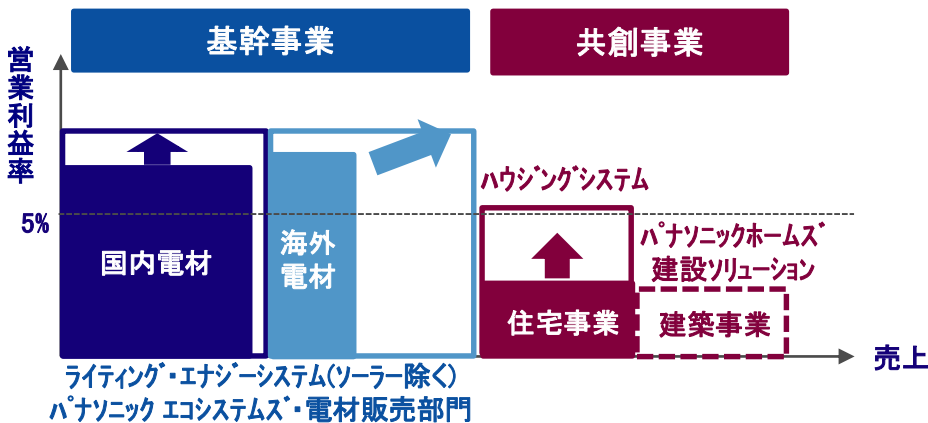 基幹事業
共創事業
営業利益率
ハウジングシステム
5%
国内電材
海外
電材
パナソニックホームズ
建設ソリューション
住宅事業
建築事業
売上
ライティング・エナジーシステム(ソーラー除く)
パナソニック エコシステムズ・電材販売部門